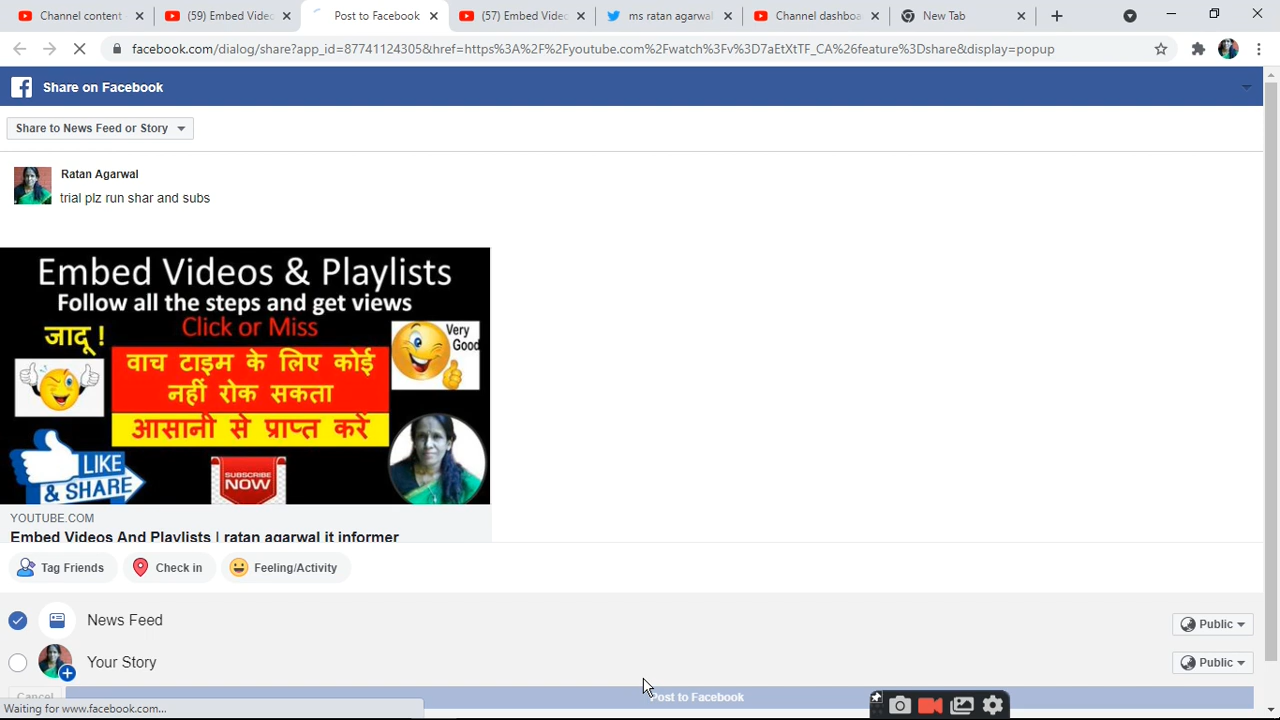 Channel content -
(59) Embed Video
Post to Facebook
(57) Embed Video
ms ratan agarwal
Channel dashboa
New Tab
facebook.com/dialog/share?app_id=87741124305&href=https%3A%2F%2Fyoutube.com%2Fwatch%3Fv%3D7aEtXtTF_CA%26feature%3Dshare&display=popup
Share on Facebook
Share to News Feed or Story
Ratan Agarwal
trial plz run shar and subs
Embed Videos & Playlists
Follow all the steps and get views
जादू !
Click or Miss
Very
Good
वाच टाइम के लिए कोई
नहीं रोक सकता
आसानी से प्राप्त करें
LIKE
& SHARE
SUBSCRIBE
NOW
YOUTUBE.COM
Embed Videos And Playlists | ratan agarwal it informer
Tag Friends
Check in
Feeling/Activity
News Feed
Public
Your Story
Public
Cancel
Post to Facebook
Waiting for www.facebook.com...